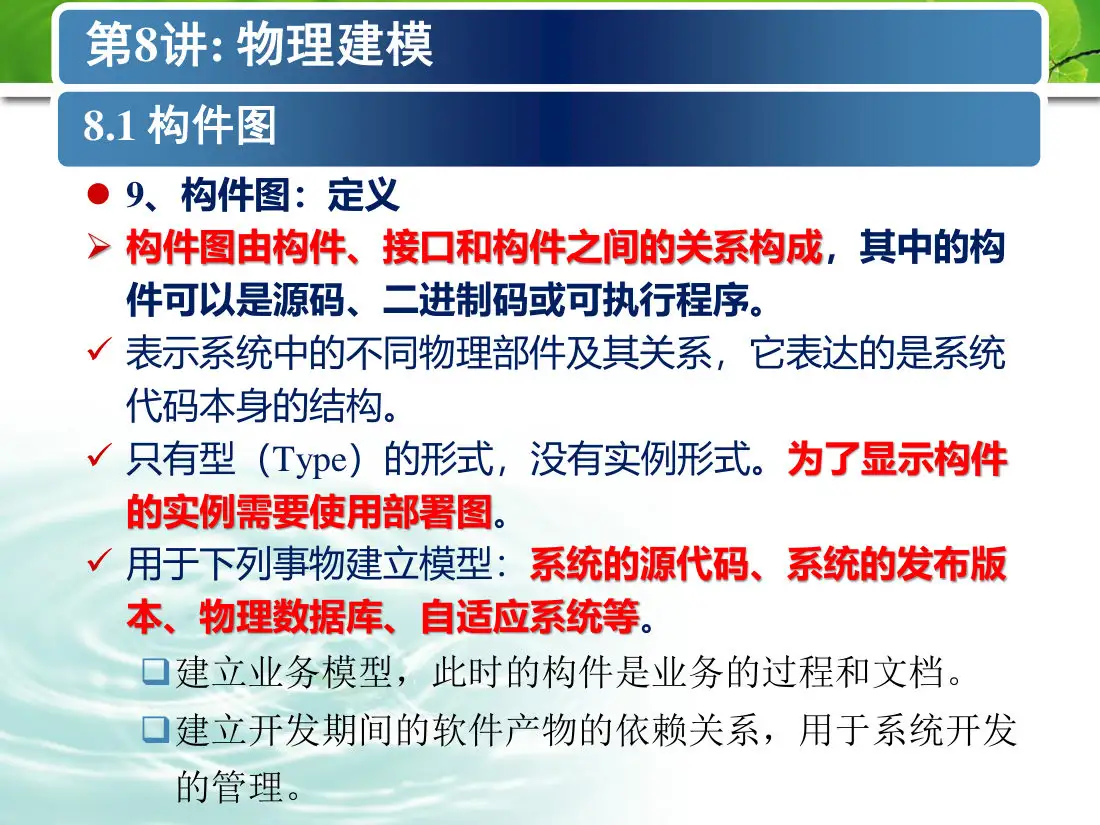 第8讲: 物理建模
8.1 构件图
9、构件图：定义
构件图由构件、接口和构件之间的关系构成，其中的构
件可以是源码、二进制码或可执行程序。
表示系统中的不同物理部件及其关系，它表达的是系统
代码本身的结构。
只有型（Type）的形式，没有实例形式。为了显示构件
的实例需要使用部署图。
用于下列事物建立模型：系统的源代码、系统的发布版
本、物理数据库、自适应系统等。
建立业务模型，此时的构件是业务的过程和文档。
建立开发期间的软件产物的依赖关系，用于系统开发
的管理。